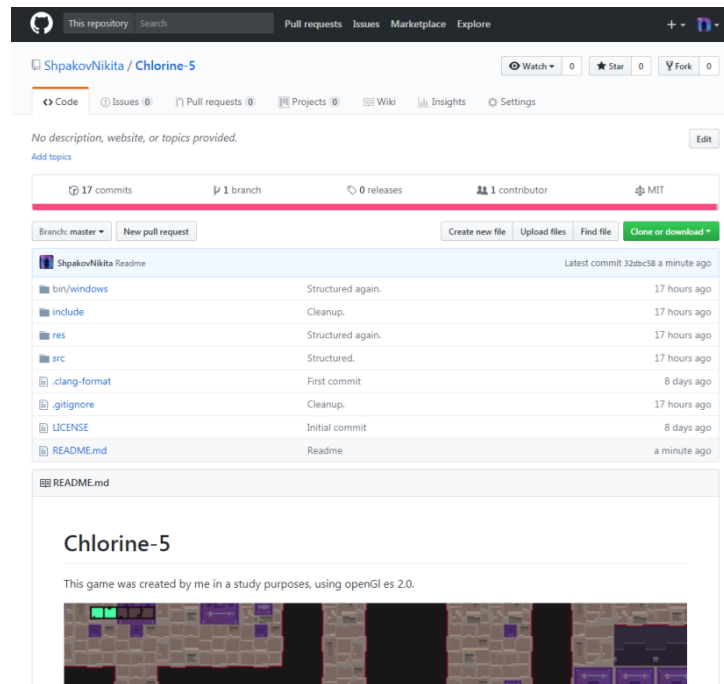 This repository Search Pull requests Issues Marketplace Explore
ShpakovNikita / Chlorine-5 Watch 0 Star 0 Fork 0
Code Issues 0 Pull requests 0 Projects 0 Wiki Insights Settings
No description, website, or topics provided. Edit
Add topics
17 commits 1 branch 0 releases 1 contributor MIT
Branch: master New pull request Create new file Upload files Find file Clone or download
ShpakovNikita Readme Latest commit 32dbc58 a minute ago
bin/windows Structured again. 17 hours ago
include Cleanup. 17 hours ago
res Structured again. 17 hours ago
src Structured. 17 hours ago
.clang-format First commit 8 days ago
.gitignore Cleanup. 17 hours ago
LICENSE Initial commit 8 days ago
README.md Readme a minute ago
README.md
Chlorine-5
This game was created by me in a study purposes, using openGl es 2.0.